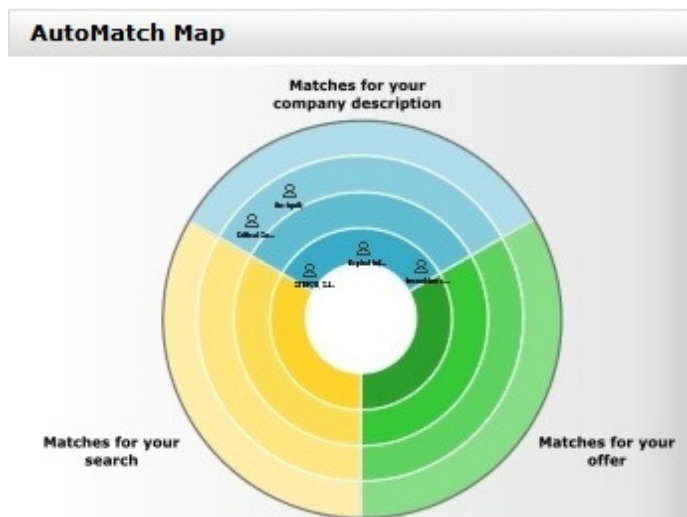 AutoMatch Map
Matches for your
company description
Matches for your
search
Matches for your
offer